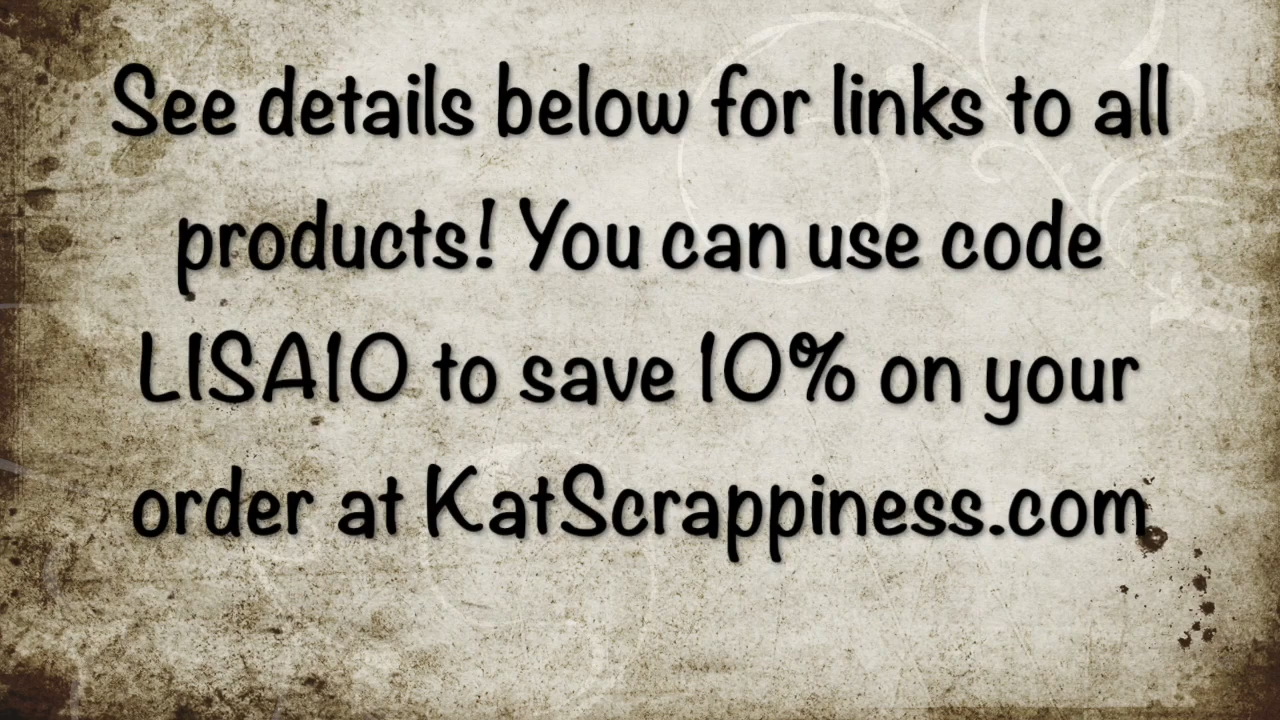 See details below for links to all
products! You can use code
LISA10 to save 10% on your
order at KatScrappiness.com